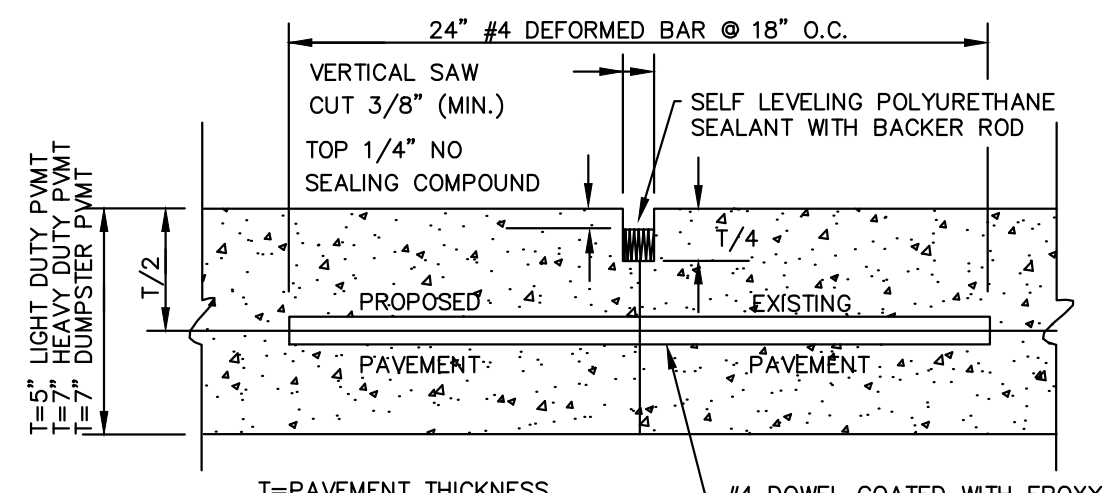 24" #4 DEFORMED BAR @ 18" O.C.
VERTICAL SAW
CUT 3/8" (MIN.)
TOP 1/4" NO
SEALING COMPOUND
SELF LEVELING POLYURETHANE
SEALANT WITH BACKER ROD
T=5" LIGHT DUTY PVMT
T=7" HEAVY DUTY PVMT
T=7" DUMPSTER PVMT
T/2
T/4
PROPOSED
PAVEMENT
EXISTING
PAVEMENT
T=PAVEMENT THICKNESS
#4 DOWEL COATED WITH EPOXY